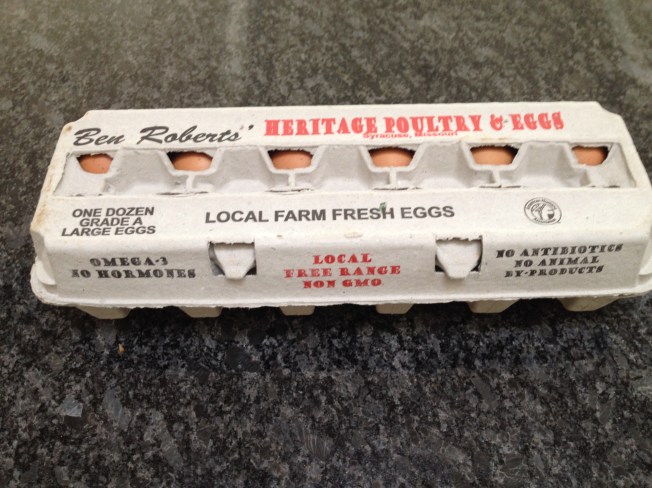 Ben Roberts' HERITAGE POULTRY & EGGS
Syracuse, Missouri
ONE DOZEN
GRADE A
LARGE EGGS
LOCAL FARM FRESH EGGS
OMEGA-3
NO HORMONES
LOCAL
FREE RANGE
NON GMO
NO ANTIBIOTICS
NO ANIMAL
BY-PRODUCTS